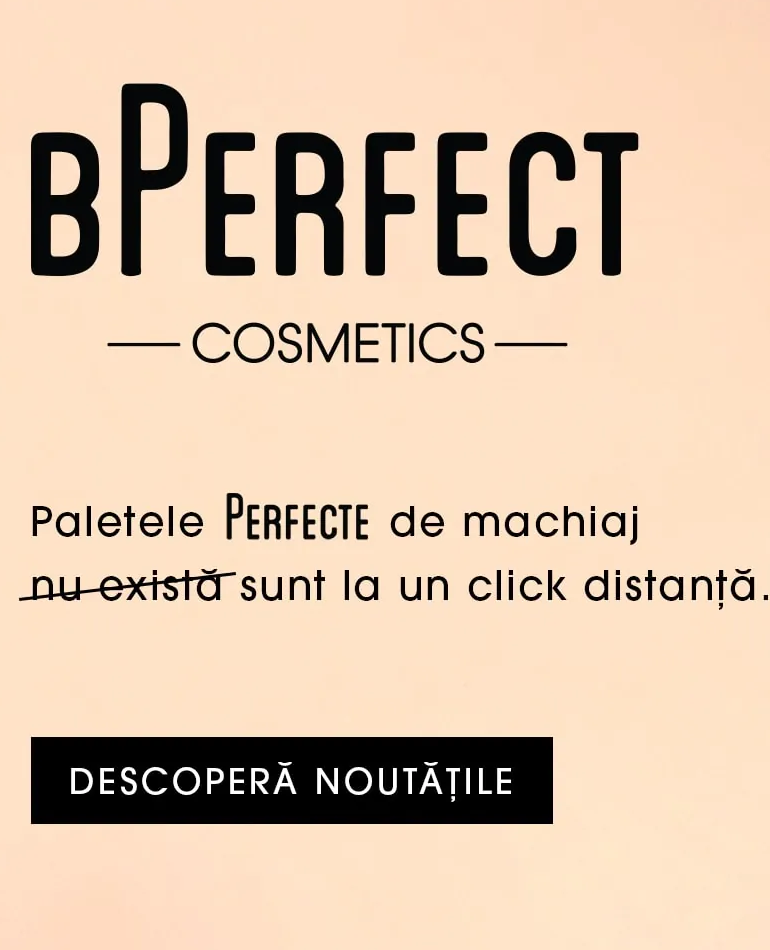 BPERFECT
COSMETICS
Paletele PERFECTE de machiaj
nu există sunt la un click distanță.
DESCOPERĂ NOUTĂȚILE